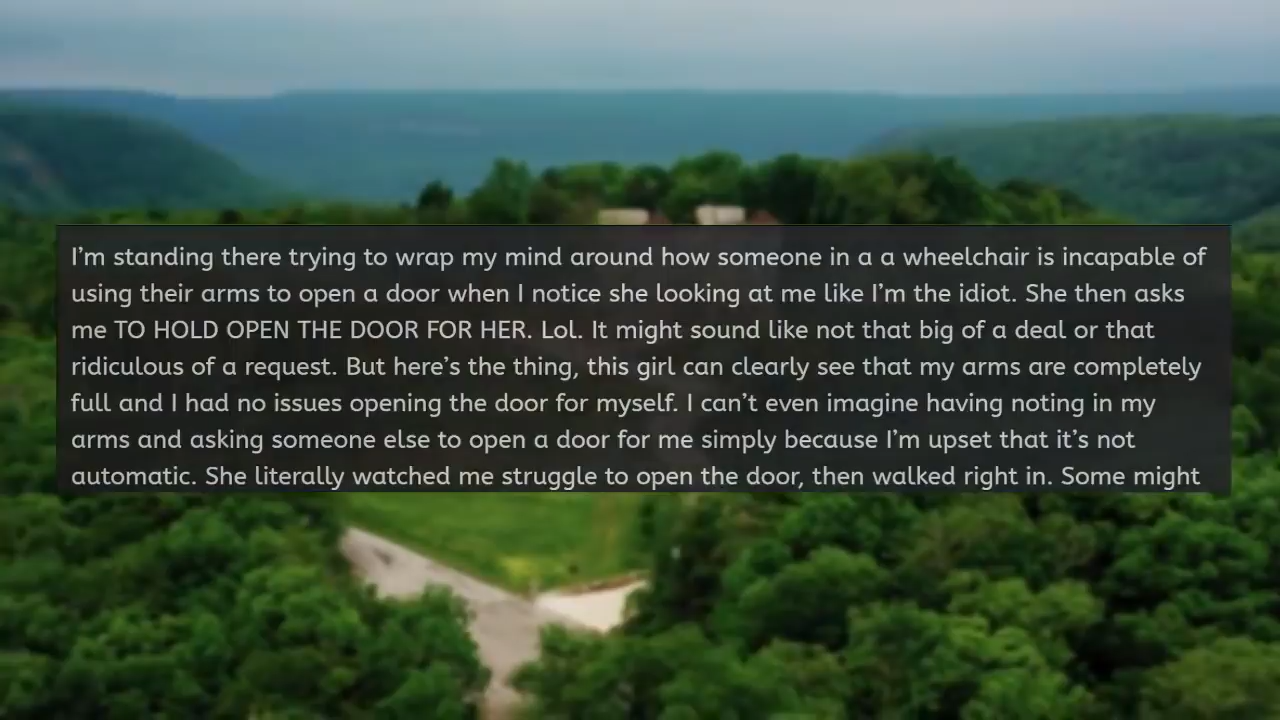 I'm standing there trying to wrap my mind around how someone in a a wheelchair is incapable of
using their arms to open a door when I notice she looking at me like I'm the idiot. She then asks
me TO HOLD OPEN THE DOOR FOR HER. Lol. It might sound like not that big of a deal or that
ridiculous of a request. But here's the thing, this girl can clearly see that my arms are completely
full and I had no issues opening the door for myself. I can't even imagine having noting in my
arms and asking someone else to open a door for me simply because I'm upset that it's not
automatic. She literally watched me struggle to open the door, then walked right in. Some might